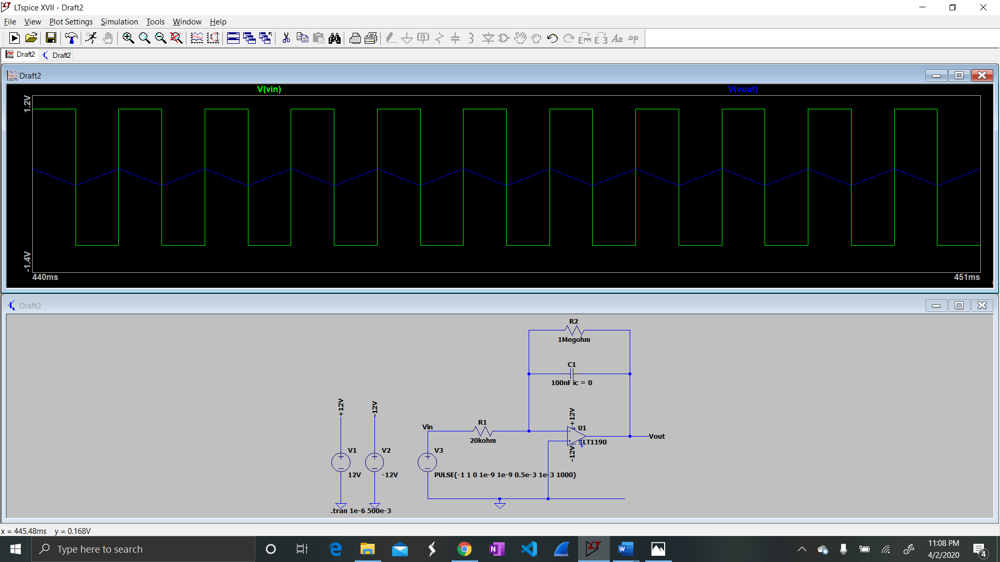 LTspice XVII - Draft2
File View Plot Settings Simulation Tools Window Help
Draft2 Draft2
Draft2
V(vin) V(vout)
1.2V
-1.4V
440ms 451ms
Draft2
R2
1Megohm
C1
100nF ic = 0
+12V
-12V
+12V
Vin
R1
U1
20kohm
LT1190
Vout
-12V
V1
V2
V3
12V
-12V
PULSE(-1 1 0 1e-9 1e-9 0.5e-3 1e-3 1000)
.tran 1e-6 500e-3
x = 445.48ms y = 0.168V
Type here to search
11:08 PM
4/2/2020
4